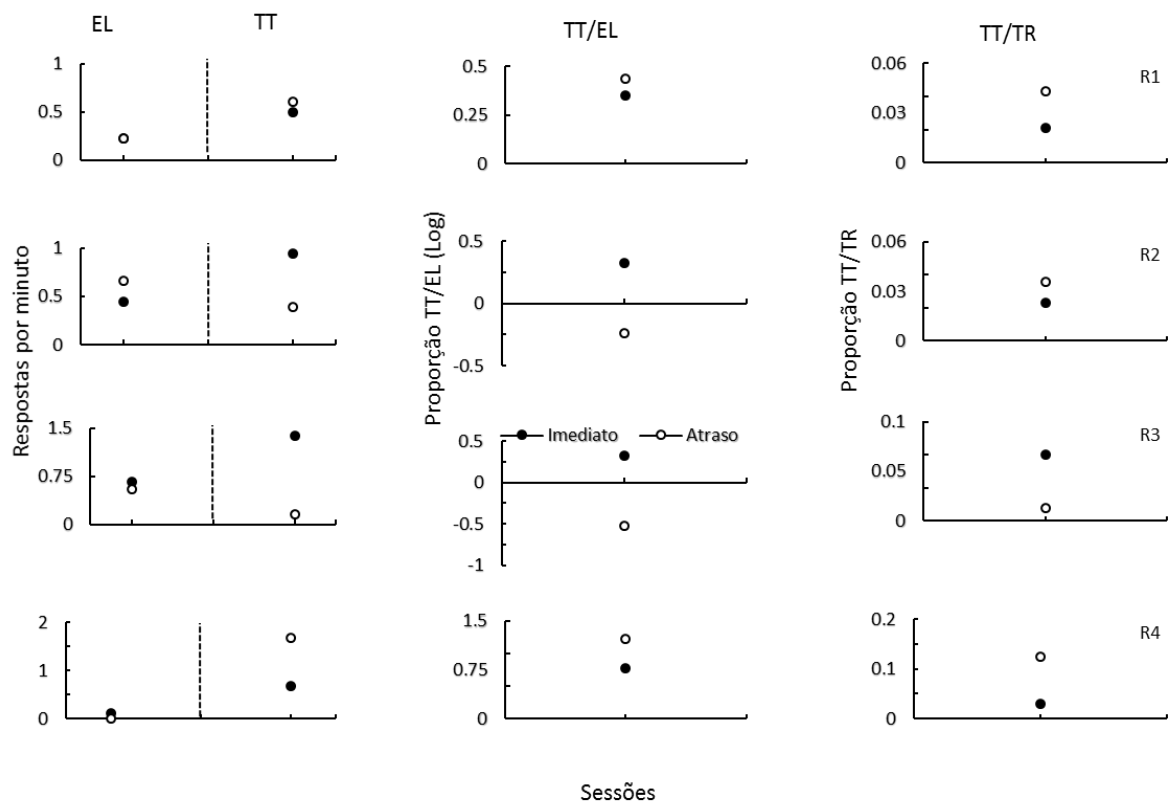 EL
TT
TT/EL
TT/TR
Respostas por minuto
Proporção TT/EL (Log)
Proporção TT/TR
1
0.5
0
0.5
0.25
0
0.06
0.03
0
R1
1
0.5
0
0.5
0
-0.5
0.06
0.03
0
R2
1.5
0.75
0
Imediato Atraso
0.5
0
-0.5
-1
0.1
0.05
0
R3
2
1
0
1.5
0.75
0
0.2
0.1
0
R4
Sessões